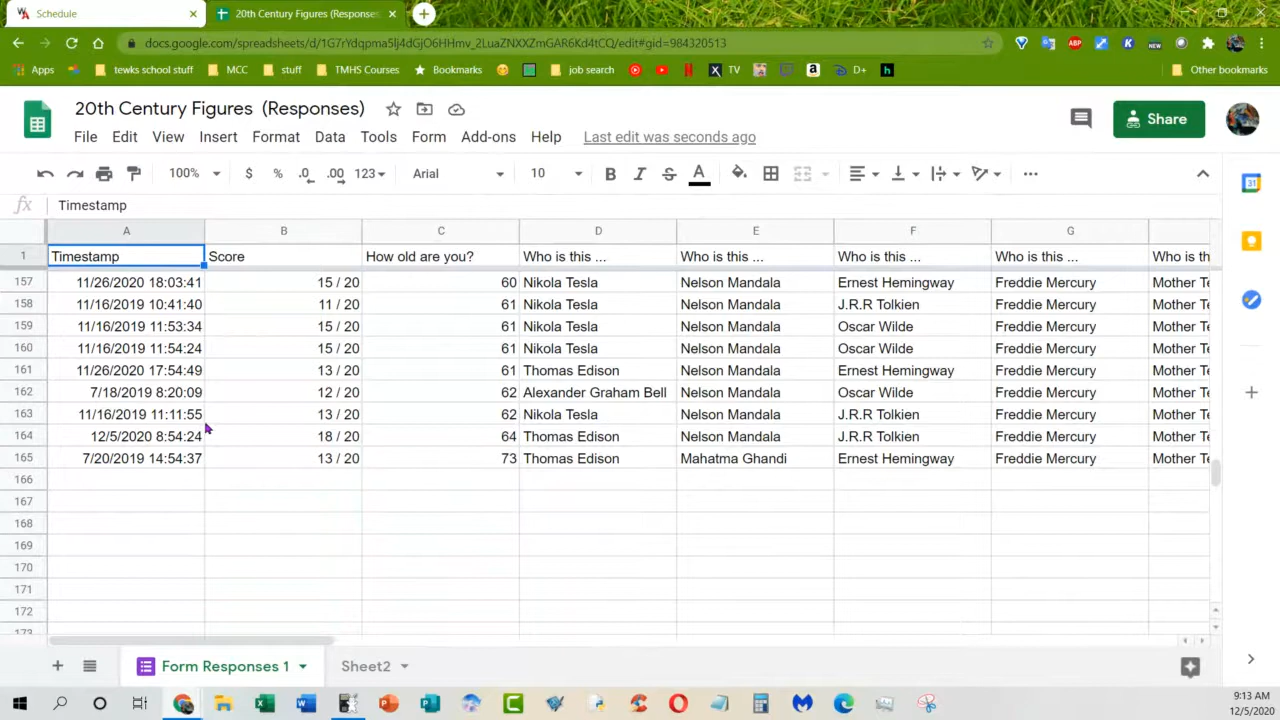 Schedule
20th Century Figures (Responses)
docs.google.com/spreadsheets/d/1G7rYdqpma5lj4dGjO6HHmv_2LuaZNXXZmGAR6Kd4tCQ/edit#gid=984320513
Apps tewks school stuff MCC stuff TMHS Courses Bookmarks job search TV D+ Other bookmarks
20th Century Figures (Responses)
File Edit View Insert Format Data Tools Form Add-ons Help Last edit was seconds ago
Share
100% $ % .0 .00 123 Arial 10 B I S A
fx Timestamp
A B C D E F G
1 Timestamp Score How old are you? Who is this ... Who is this ... Who is this ... Who is this ... Who is th
157 11/26/2020 18:03:41 15 / 20 60 Nikola Tesla Nelson Mandala Ernest Hemingway Freddie Mercury Mother Te
158 11/16/2019 10:41:40 11 / 20 61 Nikola Tesla Nelson Mandala J.R.R Tolkien Freddie Mercury Mother Te
159 11/16/2019 11:53:34 15 / 20 61 Nikola Tesla Nelson Mandala Oscar Wilde Freddie Mercury Mother Te
160 11/16/2019 11:54:24 15 / 20 61 Nikola Tesla Nelson Mandala Oscar Wilde Freddie Mercury Mother Te
161 11/26/2020 17:54:49 13 / 20 61 Thomas Edison Nelson Mandala Ernest Hemingway Freddie Mercury Mother Te
162 7/18/2019 8:20:09 12 / 20 62 Alexander Graham Bell Nelson Mandala Oscar Wilde Freddie Mercury Mother Te
163 11/16/2019 11:11:55 13 / 20 62 Nikola Tesla Nelson Mandala J.R.R Tolkien Freddie Mercury Mother Te
164 12/5/2020 8:54:24 18 / 20 64 Thomas Edison Nelson Mandala J.R.R Tolkien Freddie Mercury Mother Te
165 7/20/2019 14:54:37 13 / 20 73 Thomas Edison Mahatma Ghandi Ernest Hemingway Freddie Mercury Mother Te
166
167
168
169
170
171
172
173
Form Responses 1 Sheet2
9:13 AM
12/5/2020